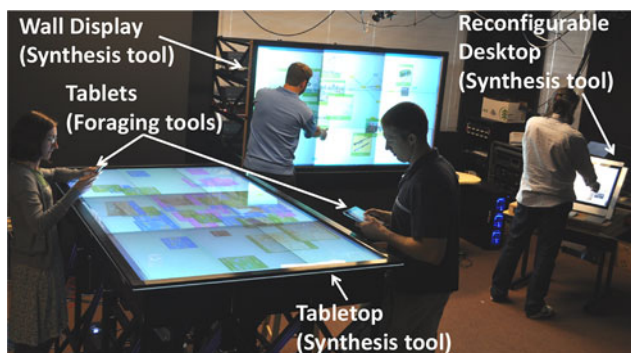 Wall Display
(Synthesis tool)
Tablets
(Foraging tools)
Reconfigurable
Desktop
(Synthesis tool)
Tabletop
(Synthesis tool)